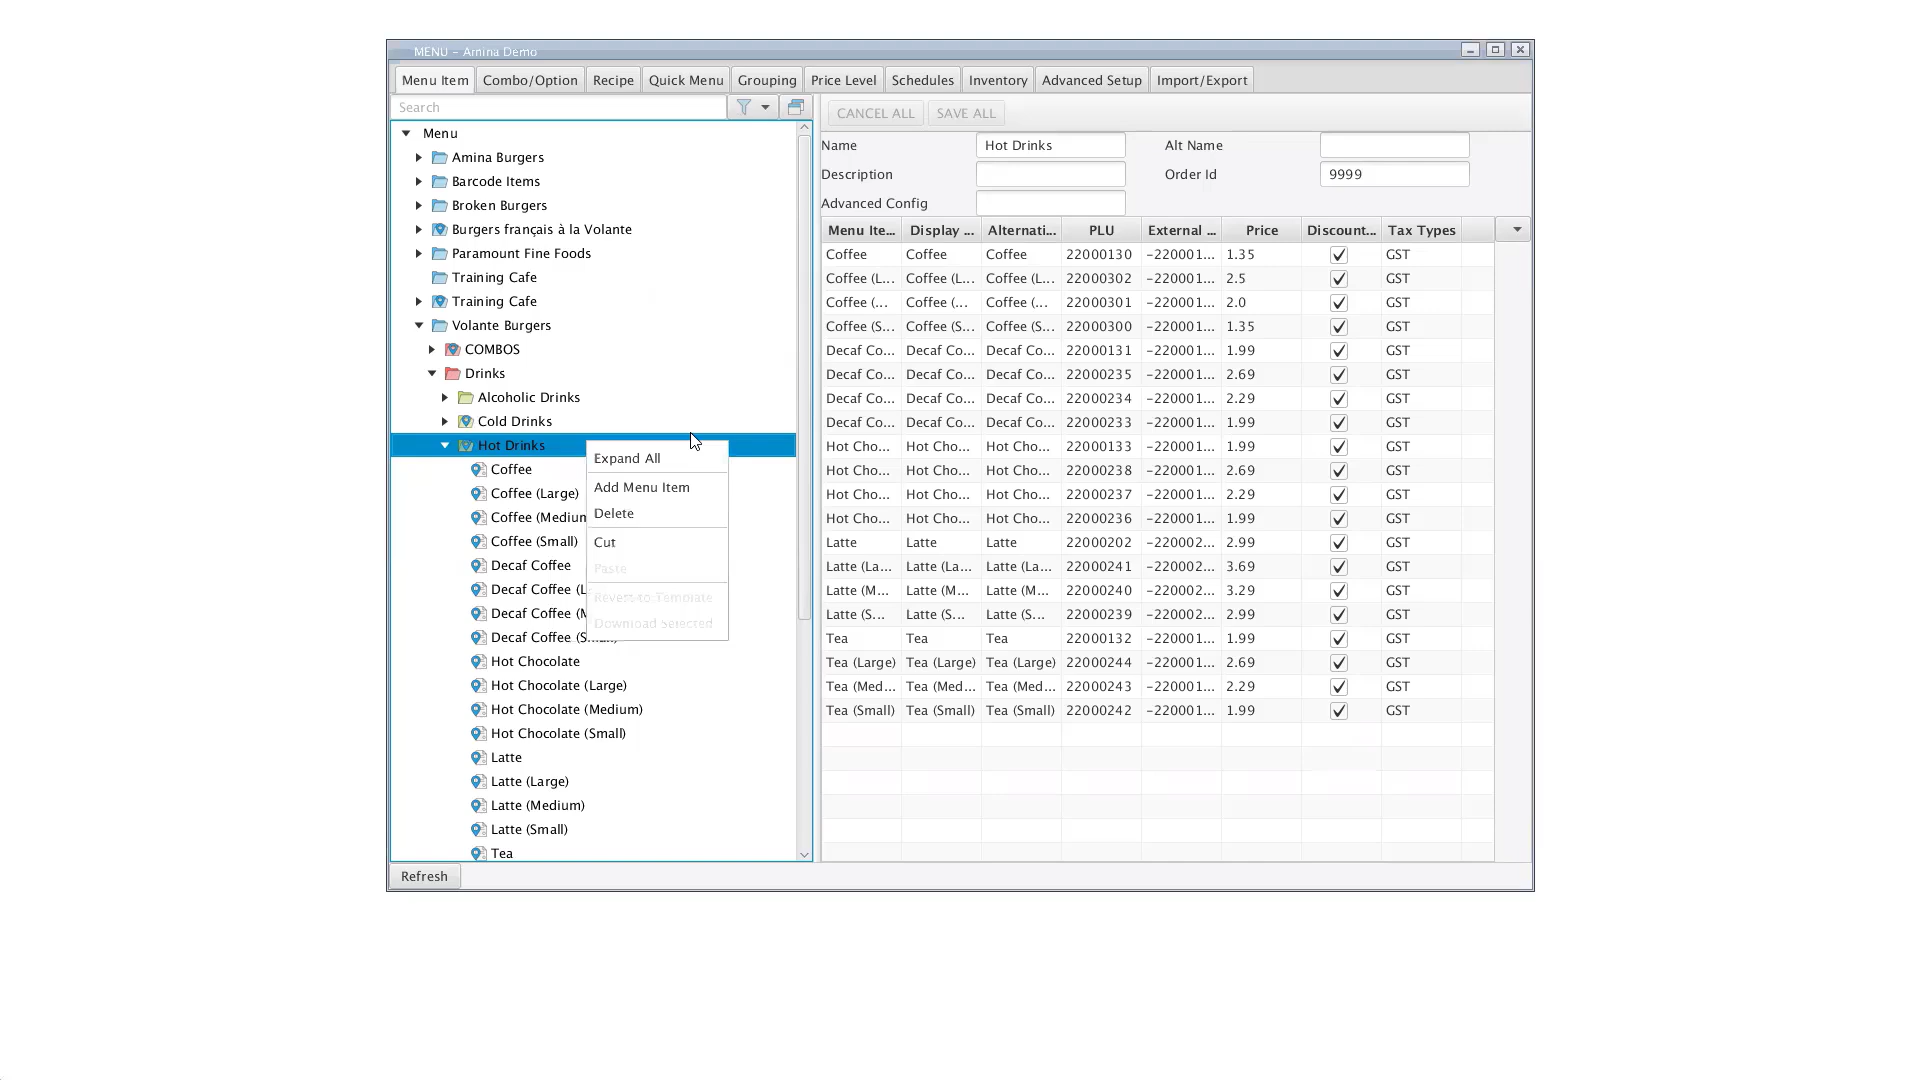 MENU - Amina Demo
Menu Item Combo/Option Recipe Quick Menu Grouping Price Level Schedules Inventory Advanced Setup Import/Export
Search
CANCEL ALL SAVE ALL
Menu
Amina Burgers
Barcode Items
Broken Burgers
Burgers français à la Volante
Paramount Fine Foods
Training Cafe
Training Cafe
Volante Burgers
COMBOS
Drinks
Alcoholic Drinks
Cold Drinks
Hot Drinks
Coffee
Coffee (Large)
Coffee (Medium
Coffee (Small)
Decaf Coffee
Decaf Coffee (L
Decaf Coffee (M
Decaf Coffee (S
Hot Chocolate
Hot Chocolate (Large)
Hot Chocolate (Medium)
Hot Chocolate (Small)
Latte
Latte (Large)
Latte (Medium)
Latte (Small)
Tea
Expand All
Add Menu Item
Delete
Cut
Paste
Revert to Template
Download Selected
Name Hot Drinks Alt Name
Description Order Id 9999
Advanced Config
Menu Ite... Display ... Alternati... PLU External ... Price Discount... Tax Types
Coffee Coffee Coffee 22000130 -220001... 1.35 GST
Coffee (L... Coffee (L... Coffee (L... 22000302 -220001... 2.5 GST
Coffee (... Coffee (... Coffee (... 22000301 -220001... 2.0 GST
Coffee (S... Coffee (S... Coffee (S... 22000300 -220001... 1.35 GST
Decaf Co... Decaf Co... Decaf Co... 22000131 -220001... 1.99 GST
Decaf Co... Decaf Co... Decaf Co... 22000235 -220001... 2.69 GST
Decaf Co... Decaf Co... Decaf Co... 22000234 -220001... 2.29 GST
Decaf Co... Decaf Co... Decaf Co... 22000233 -220001... 1.99 GST
Hot Cho... Hot Cho... Hot Cho... 22000133 -220001... 1.99 GST
Hot Cho... Hot Cho... Hot Cho... 22000238 -220001... 2.69 GST
Hot Cho... Hot Cho... Hot Cho... 22000237 -220001... 2.29 GST
Hot Cho... Hot Cho... Hot Cho... 22000236 -220001... 1.99 GST
Latte Latte Latte 22000202 -220002... 2.99 GST
Latte (La... Latte (La... Latte (La... 22000241 -220002... 3.69 GST
Latte (M... Latte (M... Latte (M... 22000240 -220002... 3.29 GST
Latte (S... Latte (S... Latte (S... 22000239 -220002... 2.99 GST
Tea Tea Tea 22000132 -220001... 1.99 GST
Tea (Large) Tea (Large) Tea (Large) 22000244 -220001... 2.69 GST
Tea (Med... Tea (Med... Tea (Med... 22000243 -220001... 2.29 GST
Tea (Small) Tea (Small) Tea (Small) 22000242 -220001... 1.99 GST
Refresh